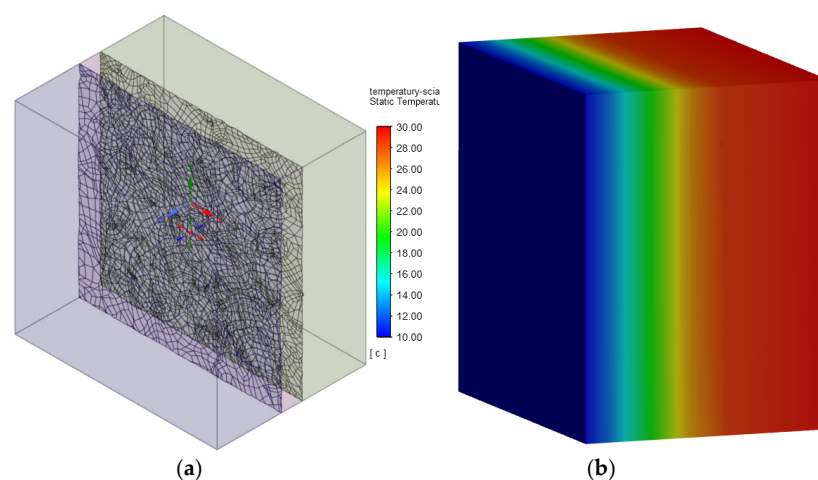 temperatury-scia
Static Temperatu
30.00
28.00
26.00
24.00
22.00
20.00
18.00
16.00
14.00
12.00
10.00
[ c ]
(a)
(b)